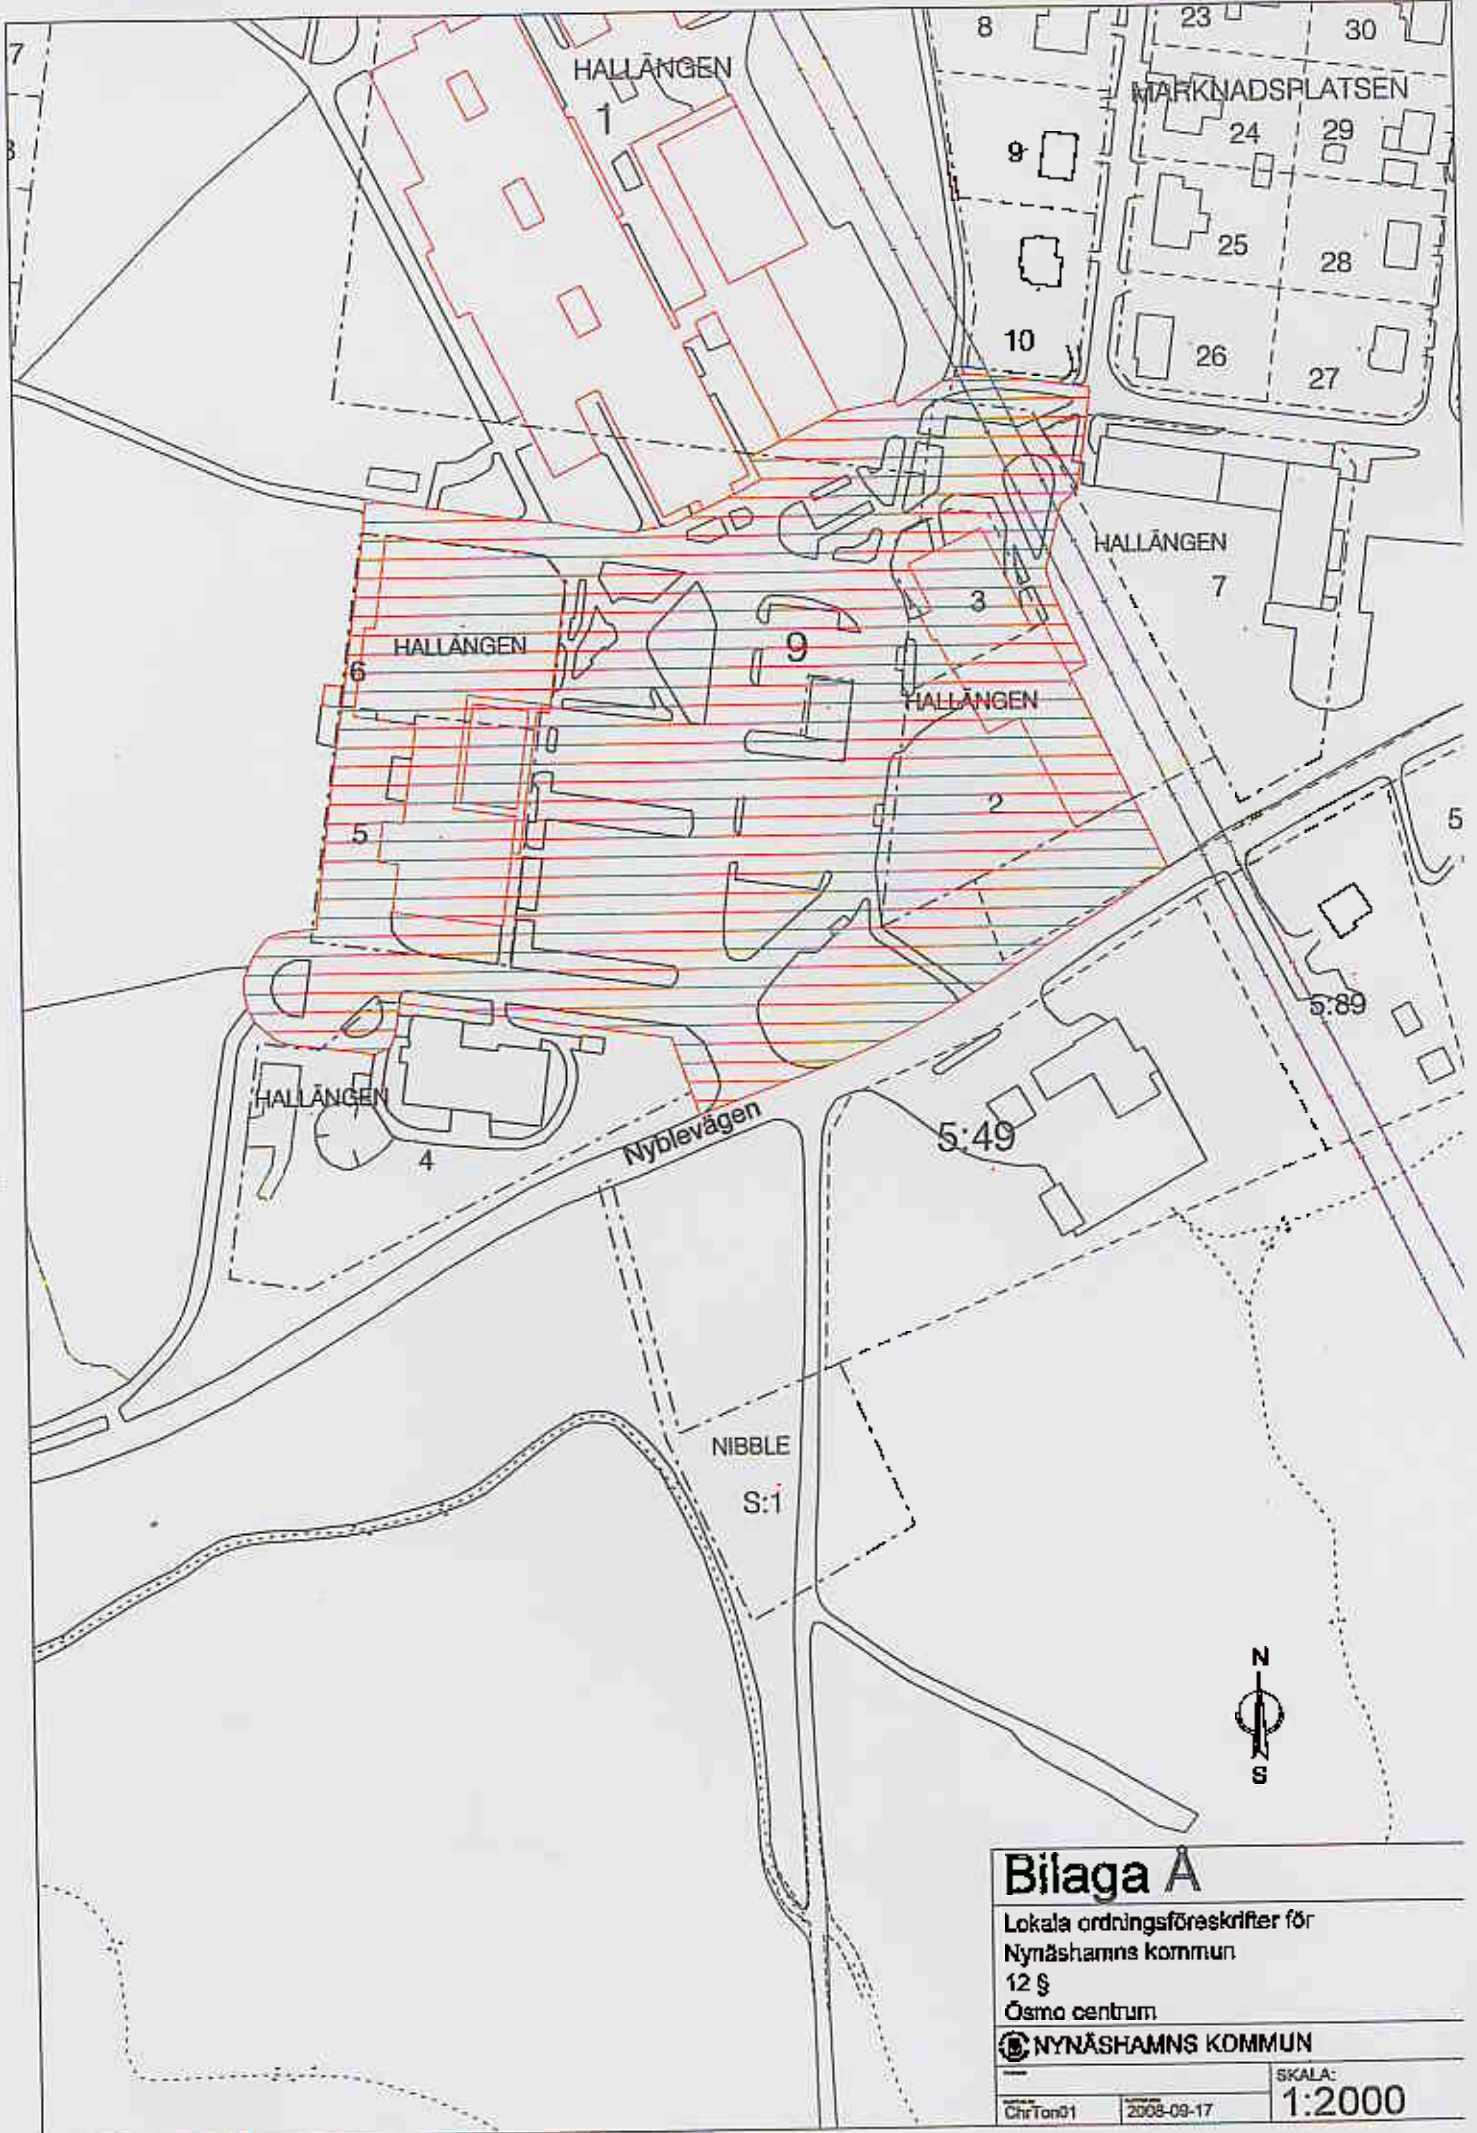 7
8
23
30
HALLÄNGEN
1
MARKNADSPLATSEN
24
29
9
25
28
10
26
27
HALLÄNGEN
7
3
HALLÄNGEN
9
6
HALLÄNGEN
2
5
5
5:89
HALLÄNGEN
4
Nyblevägen
5:49
NIBBLE
S:1
N
S
Bilaga A
Lokala ordningsföreskrifter för
Nynäshamns kommun
12 §
Ösmo centrum
NYNÄSHAMNS KOMMUN
SKALA:
1:2000
ChrTon01
2008-09-17